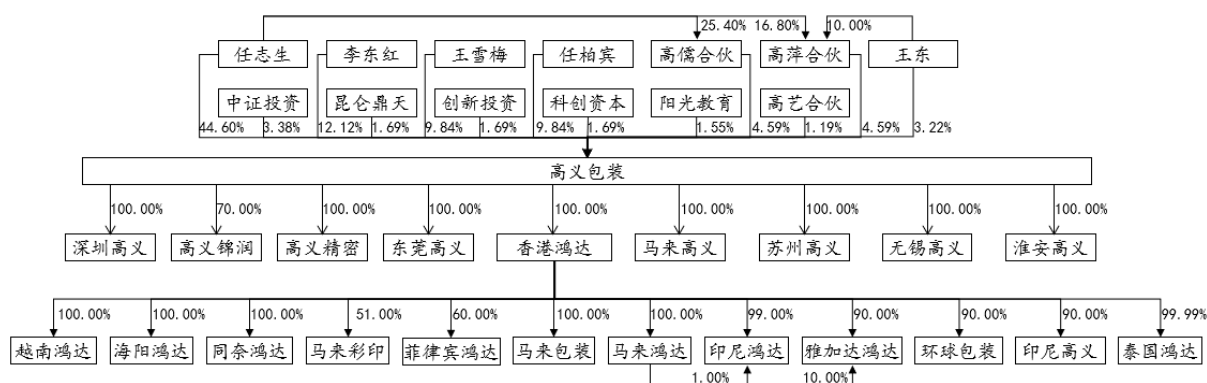 25.40% 16.80% 10.00%
任志生 李东红 王雪梅 任柏宾 高儒合伙 高萍合伙 王东
中证投资 昆仑鼎天 创新投资 科创资本 阳光教育 高艺合伙
44.60% 3.38% 12.12% 1.69% 9.84% 1.69% 9.84% 1.69% 1.55% 4.59% 1.19% 4.59% 3.22%
高义包装
100.00% 70.00% 100.00% 100.00% 100.00% 100.00% 100.00% 100.00% 100.00%
深圳高义 高义锦润 高义精密 东莞高义 香港鸿达 马来高义 苏州高义 无锡高义 淮安高义
100.00% 100.00% 100.00% 51.00% 60.00% 100.00% 100.00% 99.00% 90.00% 90.00% 90.00% 99.99%
越南鸿达 海阳鸿达 同奈鸿达 马来彩印 菲律宾鸿达 马来包装 马来鸿达 印尼鸿达 雅加达鸿达 环球包装 印尼高义 泰国鸿达
1.00% 10.00%